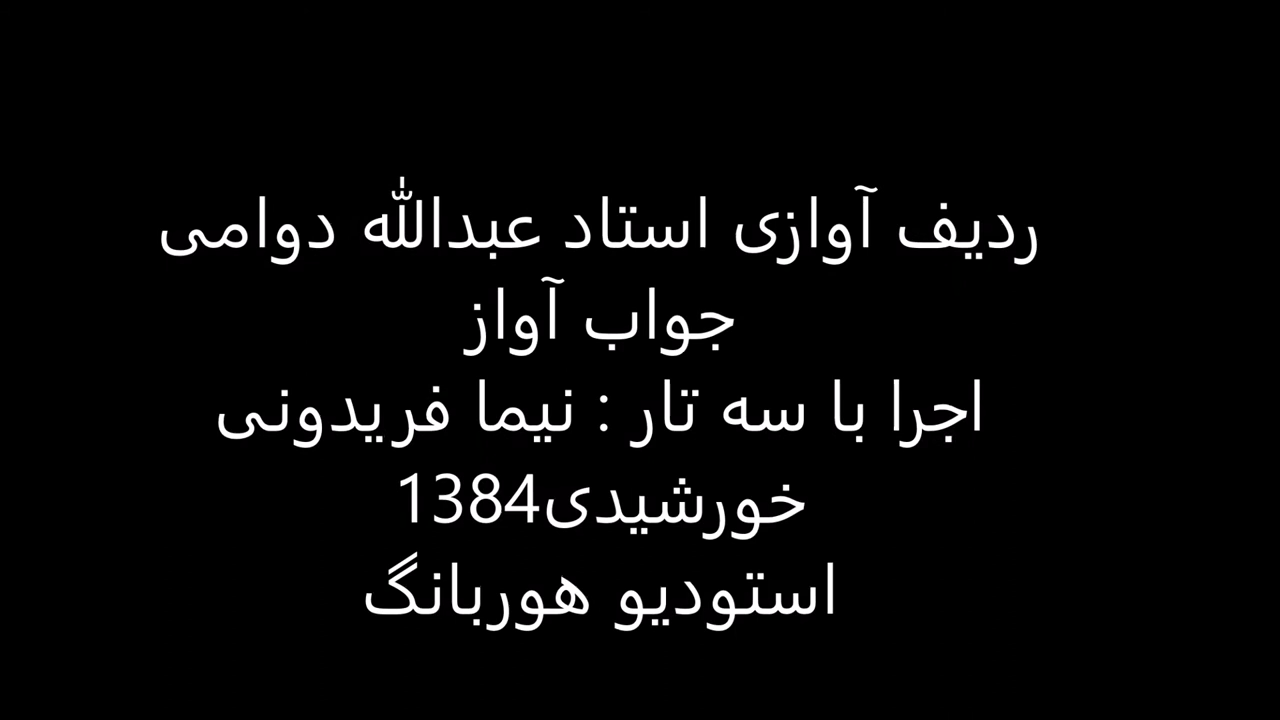 ردیف آوازی استاد عبدالله دوامی
جواب آواز
اجرا با سه تار : نیما فریدونی
خورشیدی1384
استودیو هوربانگ